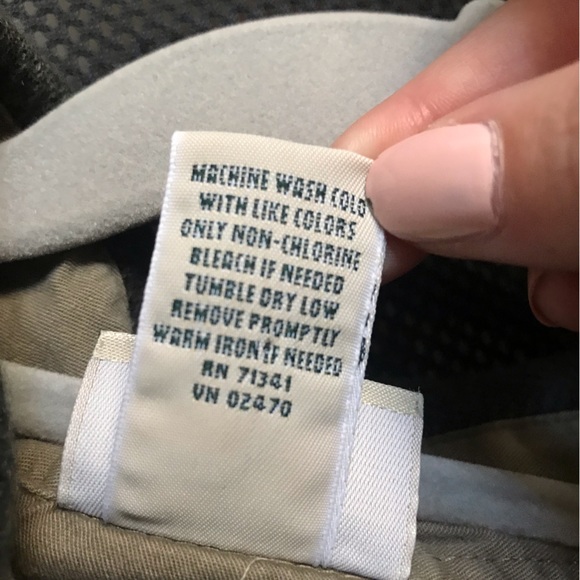 MACHINE WASH COLD
WITH LIKE COLORS
ONLY NON-CHLORINE
BLEACH IF NEEDED
TUMBLE DRY LOW
REMOVE PROMPTLY
WARM IRON IF NEEDED
RN 71341
VN 02470